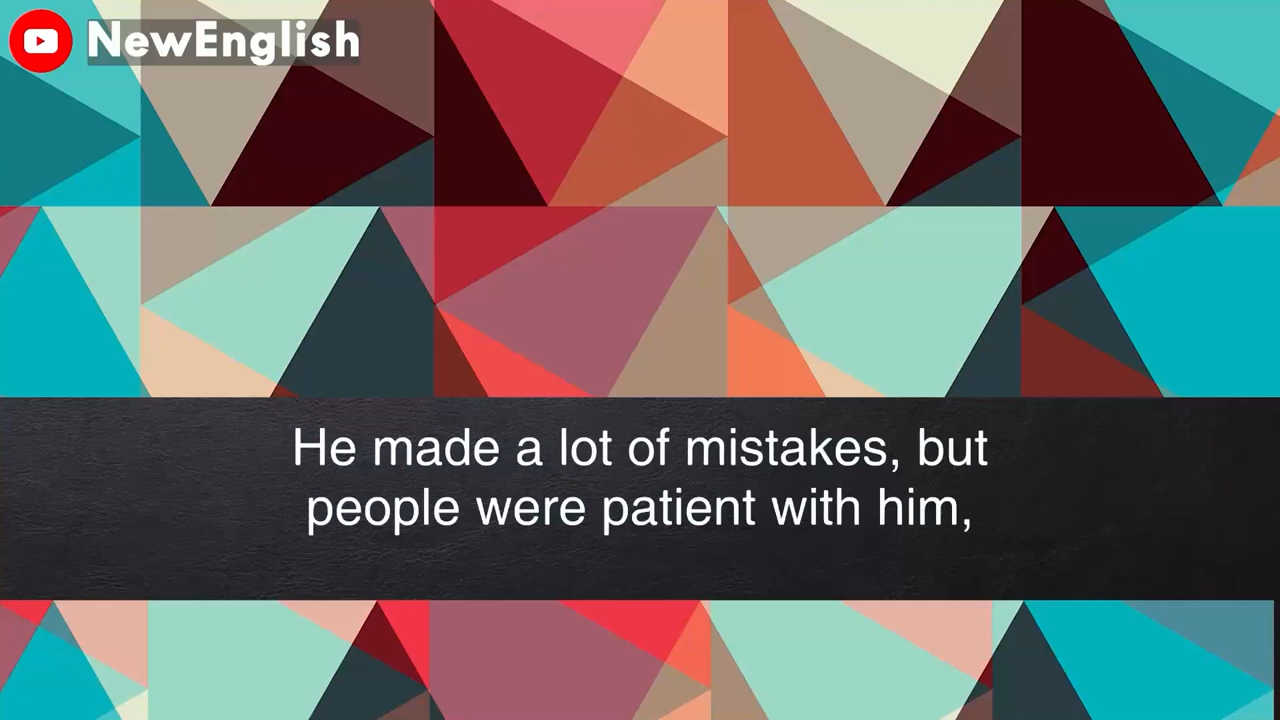 NewEnglish
He made a lot of mistakes, but
people were patient with him,